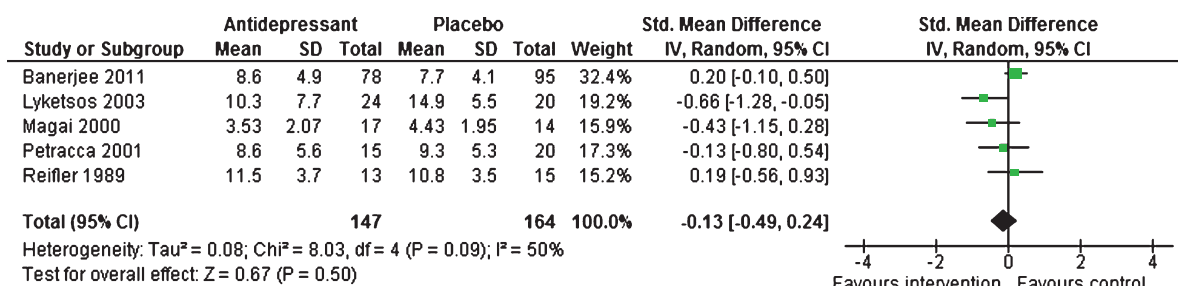 Antidepressant Placebo Std. Mean Difference Std. Mean Difference
Study or Subgroup Mean SD Total Mean SD Total Weight IV, Random, 95% CI IV, Random, 95% CI
Banerjee 2011 8.6 4.9 78 7.7 4.1 95 32.4% 0.20 [-0.10, 0.50]
Lyketsos 2003 10.3 7.7 24 14.9 5.5 20 19.2% -0.66 [-1.28, -0.05]
Magai 2000 3.53 2.07 17 4.43 1.95 14 15.9% -0.43 [-1.15, 0.28]
Petracca 2001 8.6 5.6 15 9.3 5.3 20 17.3% -0.13 [-0.80, 0.54]
Reifler 1989 11.5 3.7 13 10.8 3.5 15 15.2% 0.19 [-0.56, 0.93]
Total (95% CI) 147 164 100.0% -0.13 [-0.49, 0.24]
Heterogeneity: Tau² = 0.08; Chi² = 8.03, df = 4 (P = 0.09); I² = 50%
Test for overall effect: Z = 0.67 (P = 0.50)
-4 -2 0 2 4
Favours intervention Favours control